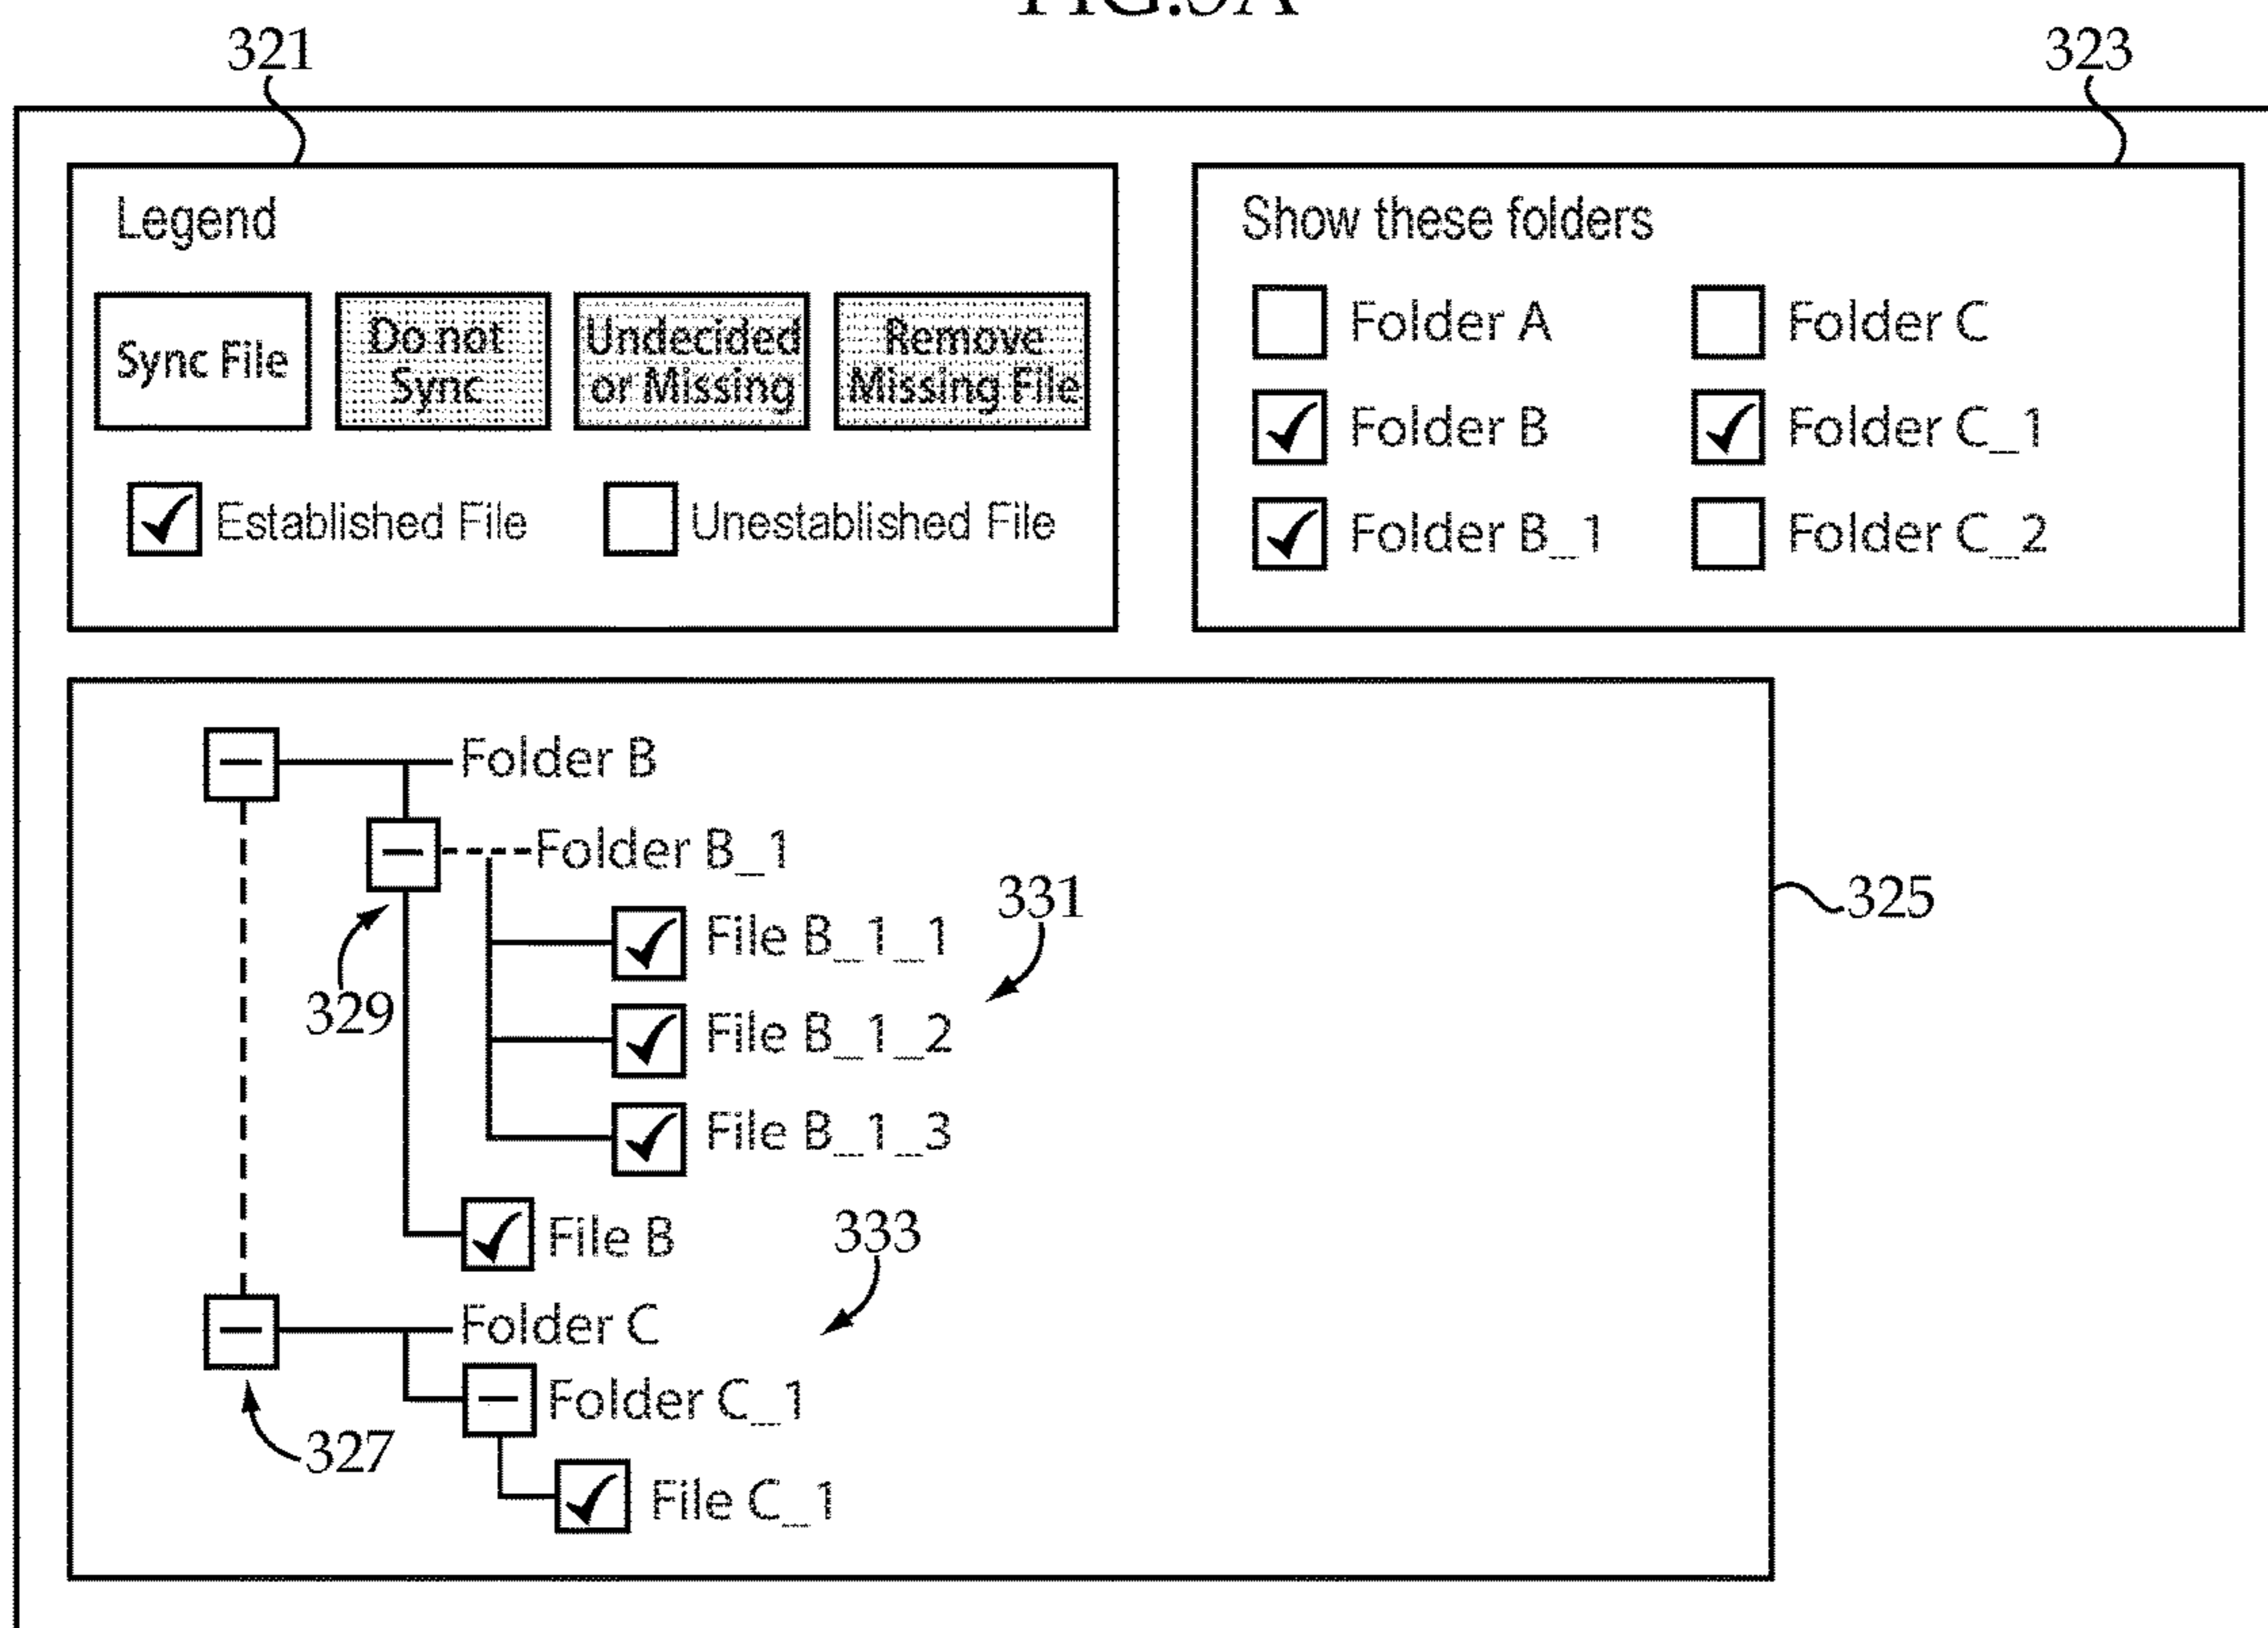 321
323
Legend
Sync File
Do not
Sync
Undecided
or Missing
Remove
Missing File
Established File
Unestablished File
Show these folders
Folder A
Folder C
Folder B
Folder C_1
Folder B_1
Folder C_2
Folder B
Folder B_1
331
325
File B_1_1
329
File B_1_2
File B_1_3
File B
333
Folder C
Folder C_1
327
File C_1